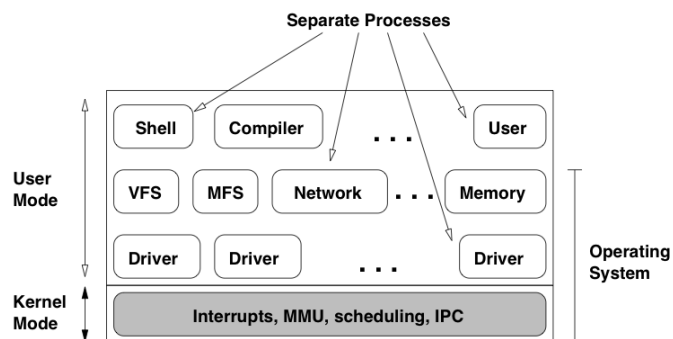 Separate Processes
Shell Compiler ... User
User
Mode
VFS MFS Network ... Memory
Driver Driver ... Driver
Operating
System
Kernel
Mode
Interrupts, MMU, scheduling, IPC